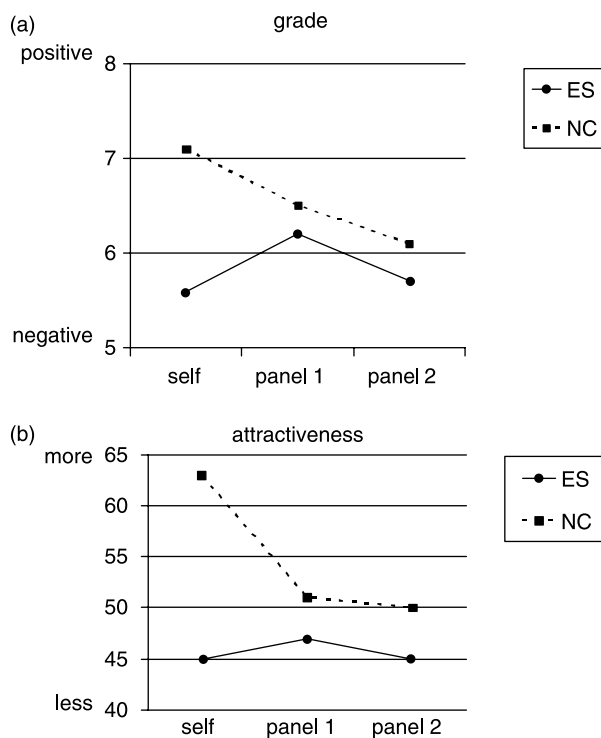 (a)
grade
positive
8
ES
NC
7
6
negative
5
self panel 1 panel 2
(b)
attractiveness
more
65
ES
NC
60
55
50
45
less
40
self panel 1 panel 2